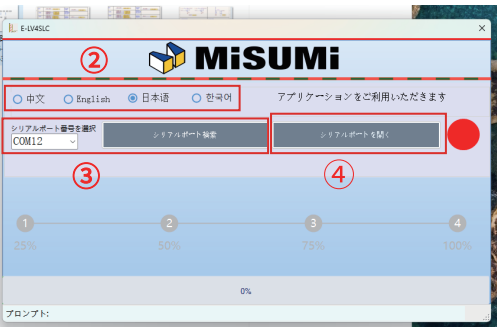 E-LV4SLC
②
MiSUMi
中文 English 日本语 한국어
アプリケーションをご利用いただきます
シリアルポート番号を選択
COM12
シリアルポート検索
シリアルポートを開く
③
④
1 2 3 4
25% 50% 75% 100%
0%
プロンプト: